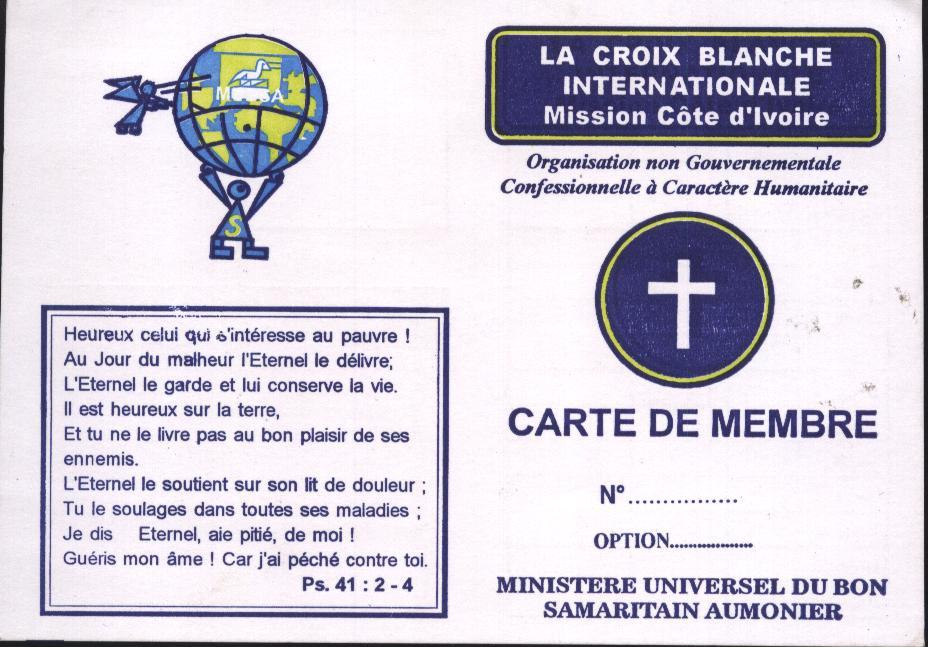 LA CROIX BLANCHE
INTERNATIONALE
Mission Côte d'Ivoire
Organisation non Gouvernementale
Confessionnelle à Caractère Humanitaire
CARTE DE MEMBRE
N° ................
OPTION...................
MINISTERE UNIVERSEL DU BON
SAMARITAIN AUMONIER
S
Heureux celui qui s'intéresse au pauvre !
Au Jour du malheur l'Eternel le délivre;
L'Eternel le garde et lui conserve la vie.
Il est heureux sur la terre,
Et tu ne le livre pas au bon plaisir de ses
ennemis.
L'Eternel le soutient sur son lit de douleur ;
Tu le soulages dans toutes ses maladies ;
Je dis Eternel, aie pitié, de moi !
Guéris mon âme ! Car j'ai péché contre toi.
Ps. 41 : 2 - 4